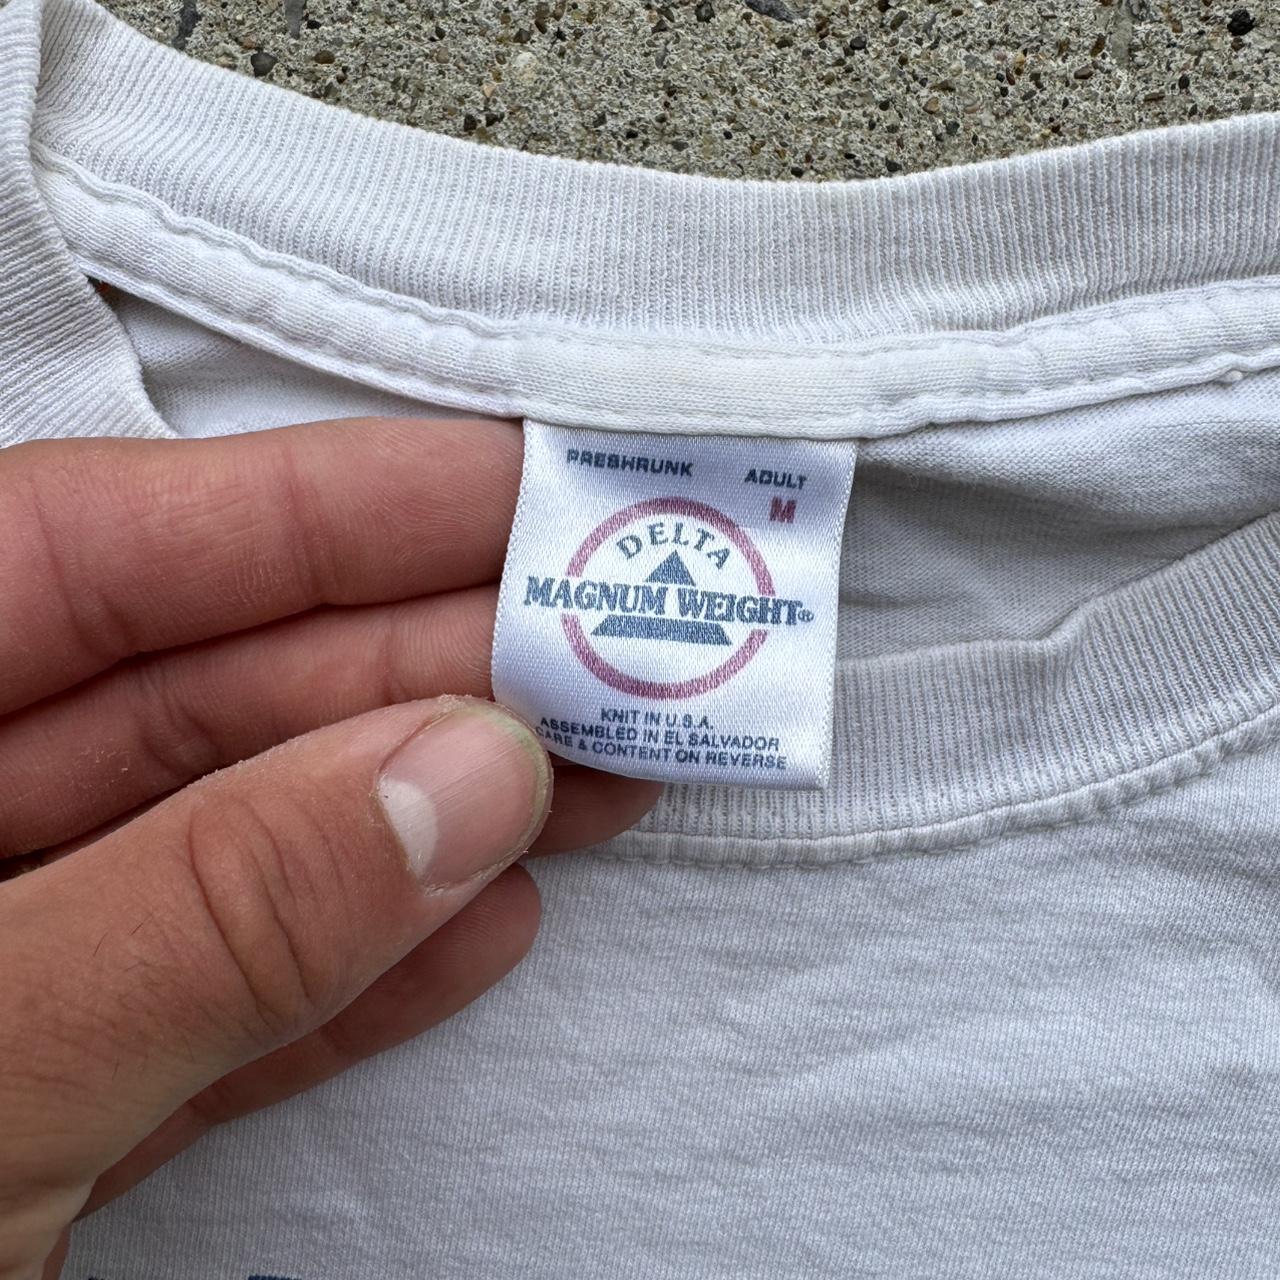 PRESHRUNK ADULT
M
DELTA
MAGNUM WEIGHT®
KNIT IN U.S.A.
ASSEMBLED IN EL SALVADOR
CARE & CONTENT ON REVERSE